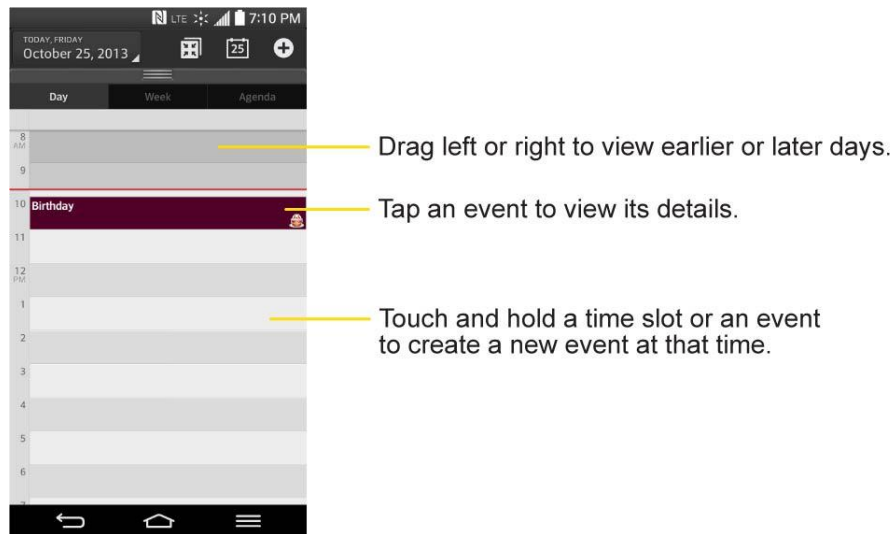 LTE 7:10 PM
TODAY, FRIDAY
October 25, 2013
25
Day Week Agenda
8
AM
Drag left or right to view earlier or later days.
9
10 Birthday
Tap an event to view its details.
11
12
PM
1
Touch and hold a time slot or an event
to create a new event at that time.
2
3
4
5
6